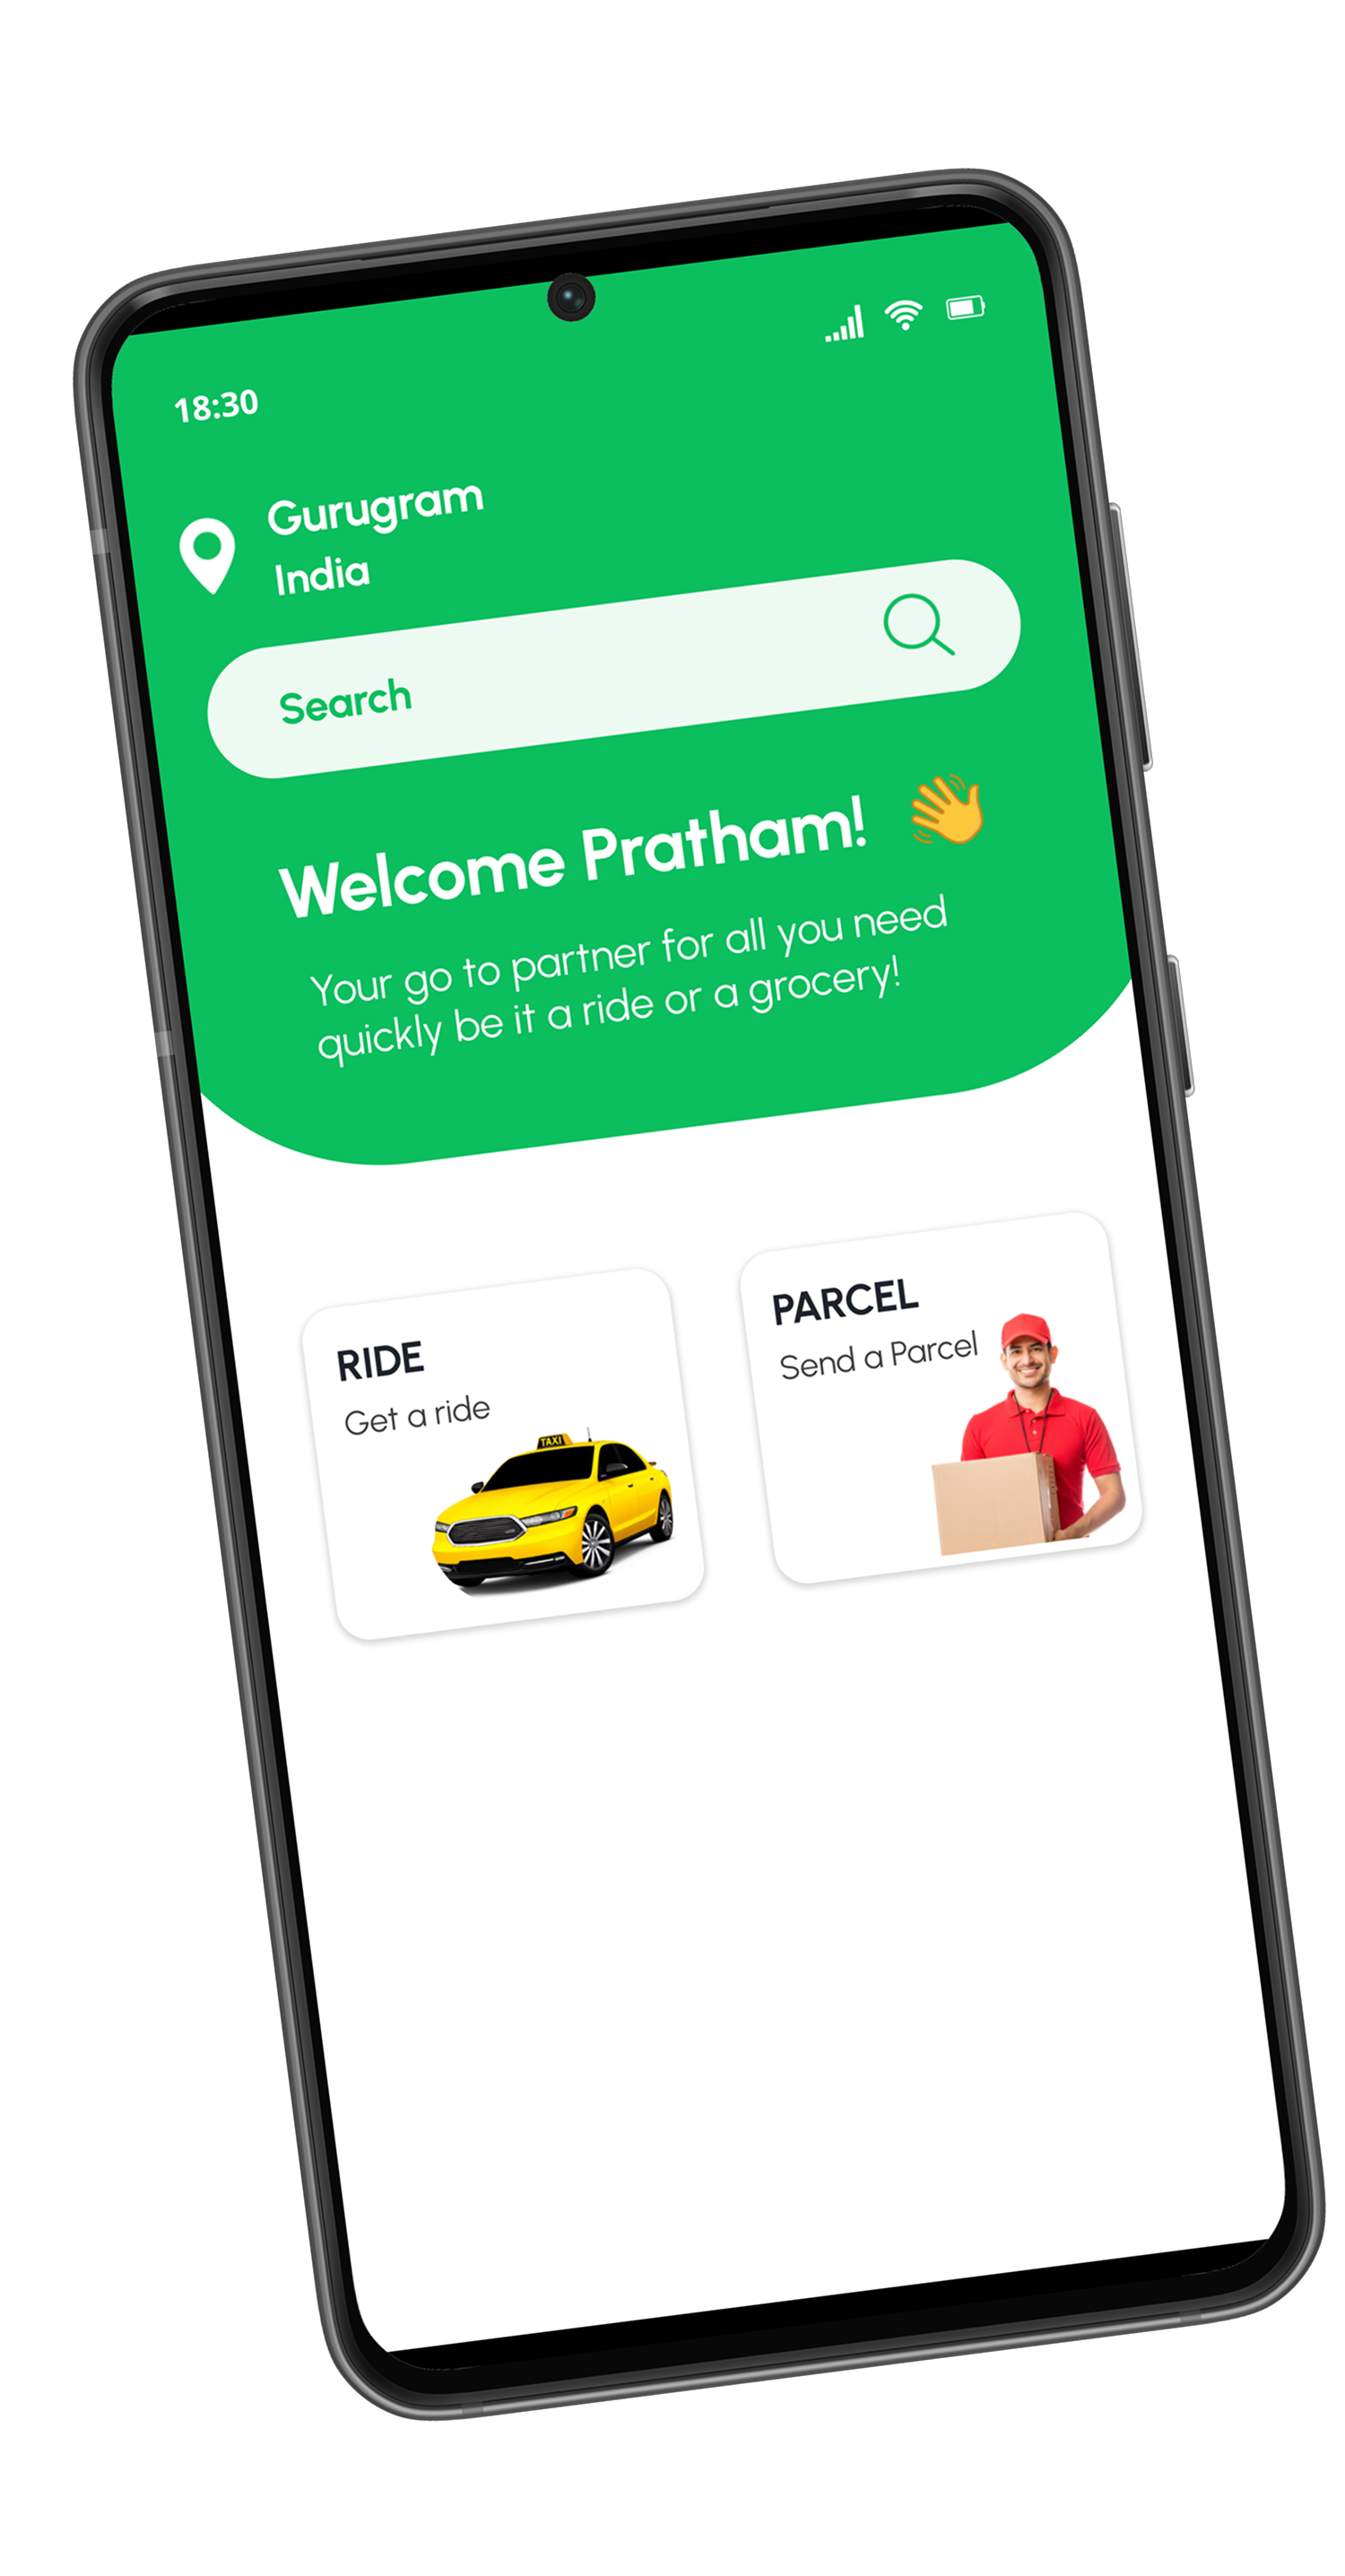 18:30
Gurugram
India
Search
Welcome Pratham! 👋
Your go to partner for all you need
quickly be it a ride or a grocery!
RIDE
Get a ride
TAXI
PARCEL
Send a Parcel